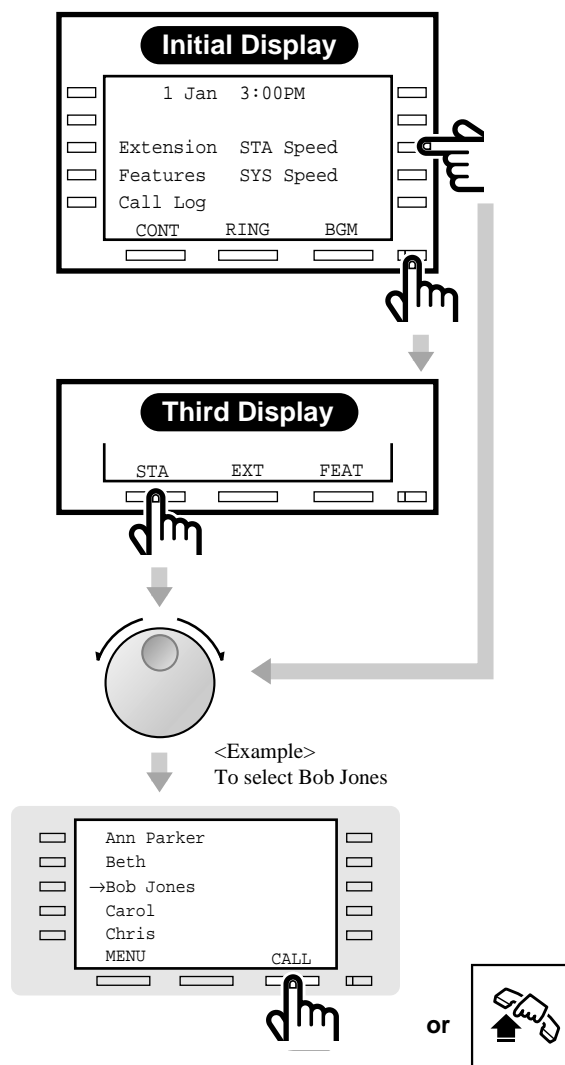 Initial Display
1 Jan 3:00PM
Extension STA Speed
Features SYS Speed
Call Log
CONT RING BGM
Third Display
STA EXT FEAT
<Example>
To select Bob Jones
Ann Parker
Beth
→Bob Jones
Carol
Chris
MENU CALL
or